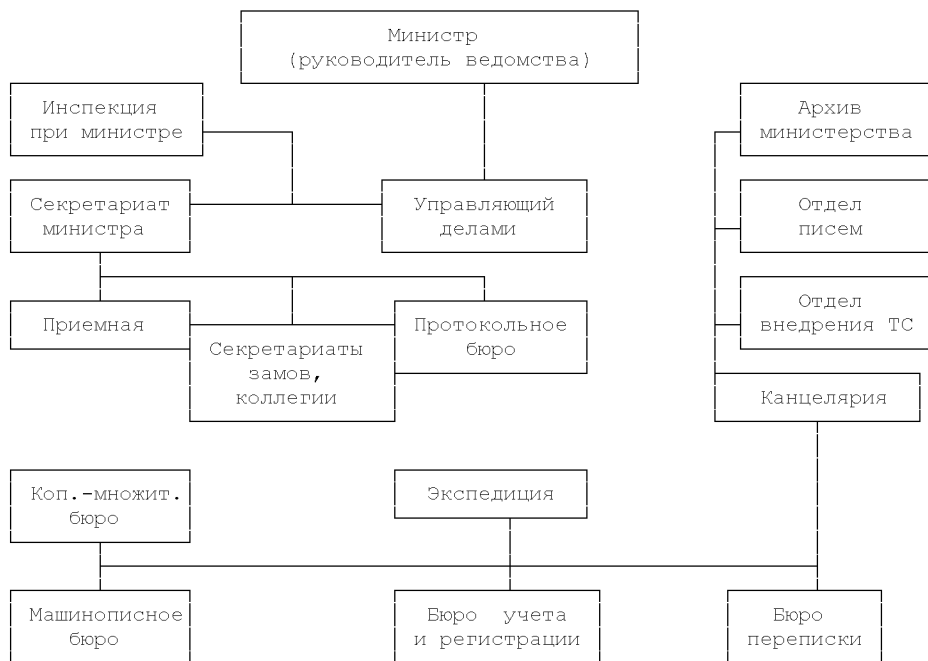 Министр
(руководитель ведомства)
Инспекция
при министре
Архив
министерства
Секретариат
министра
Управляющий
делами
Отдел
писем
Приемная
Секретариаты
замов,
коллегии
Протокольное
бюро
Отдел
внедрения ТС
Канцелярия
Коп.-множит.
бюро
Экспедиция
Машинописное
бюро
Бюро учета
и регистрации
Бюро
переписки